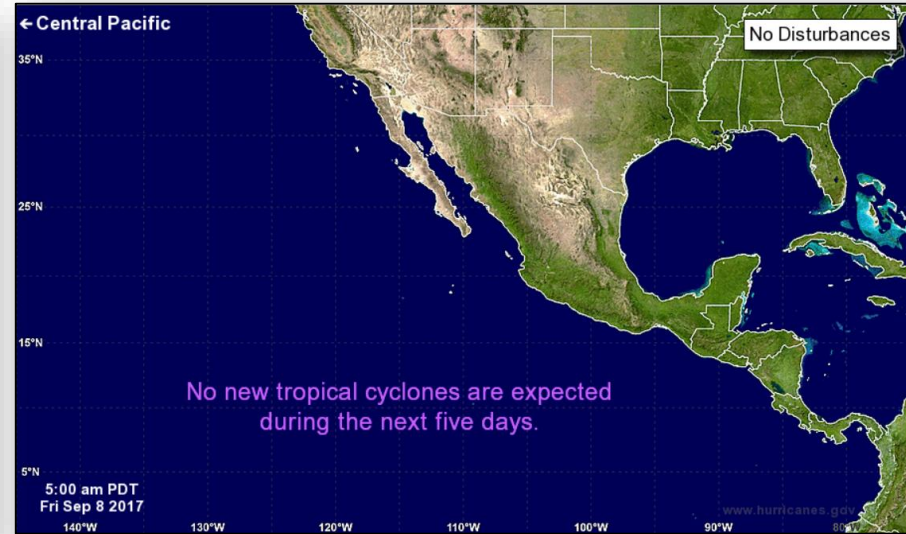 ← Central Pacific
No Disturbances
35°N
25°N
15°N
No new tropical cyclones are expected
during the next five days.
5°N
5:00 am PDT
Fri Sep 8 2017
www.hurricanes.gov
140°W 130°W 120°W 110°W 100°W 90°W 80°W